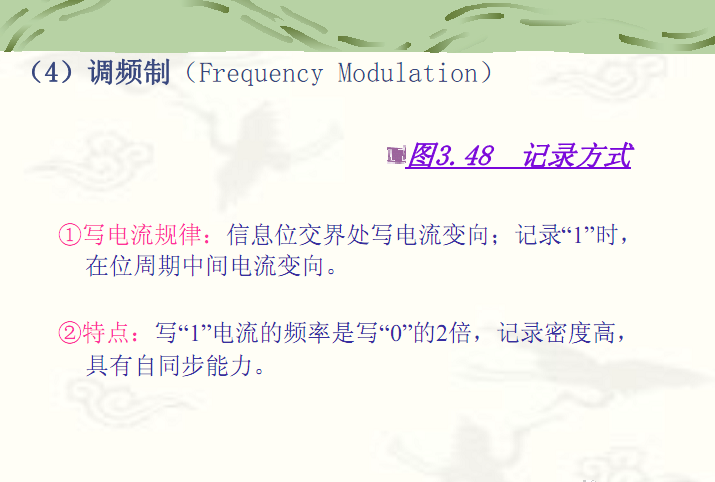 （4）调频制（Frequency Modulation）
图3.48　记录方式
①写电流规律：信息位交界处写电流变向；记录“1”时，
在位周期中间电流变向。
②特点：写“1”电流的频率是写“0”的2倍，记录密度高，
具有自同步能力。